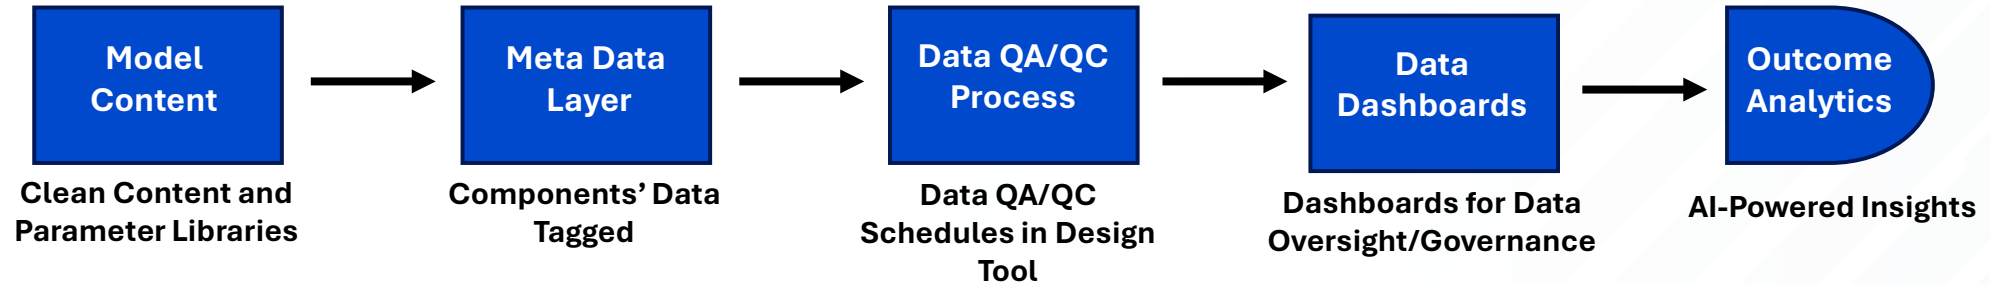 Model
Content
Meta Data
Layer
Data QA/QC
Process
Data
Dashboards
Outcome
Analytics
Clean Content and
Parameter Libraries
Components’ Data
Tagged
Data QA/QC
Schedules in Design
Tool
Dashboards for Data
Oversight/Governance
AI-Powered Insights